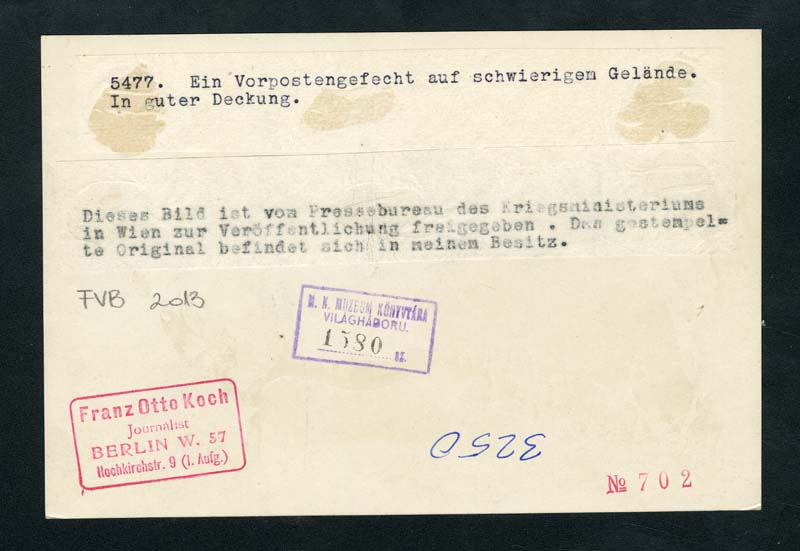 5477. Ein Vorpostengefecht auf schwierigem Gelände.
In guter Deckung.
Dieses Bild ist vom Pressebureau des Kriegsministeriums
in Wien zur Veröffentlichung freigegeben . Das gestempel=
te Original befindet sich in meinem Besitz.
FVB 2013
M. N. MUZEUM KÖNYVTÁRA
VILÁGHÁBORU.
1580 sz.
Franz Otto Koch
Journalist
BERLIN W. 57
Hochkirchstr. 9 (I. Aufg.)
3250
№ 702